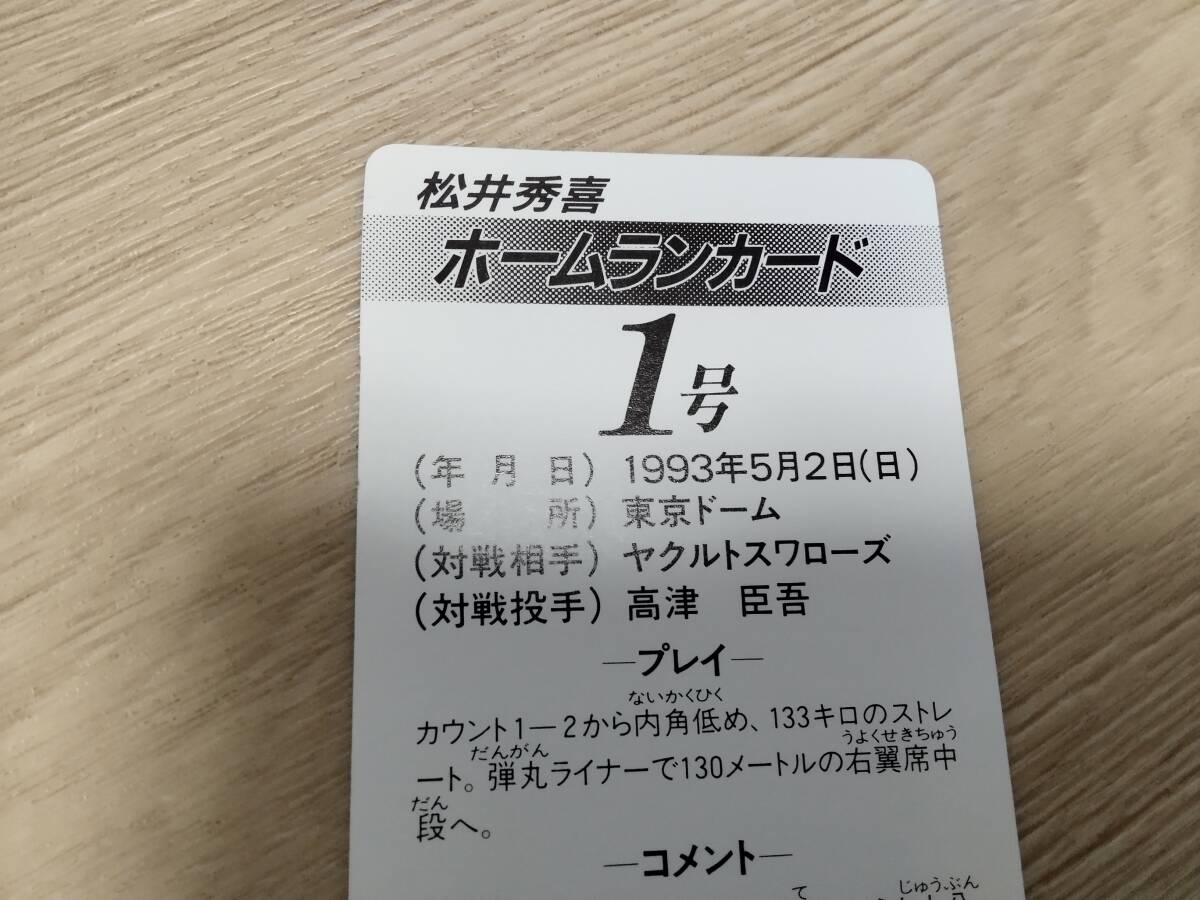 松井秀喜
ホームランカード
1号
(年月日) 1993年5月2日(日)
(場所) 東京ドーム
(対戦相手) ヤクルトスワローズ
(対戦投手) 高津 臣吾
—プレイ—
ないかくひく
カウント1—2から内角低め、133キロのストレ
だんがん うよくせきちゅう
ート。弾丸ライナーで130メートルの右翼席中
だん
段へ。
—コメント—
て じゅうぶん